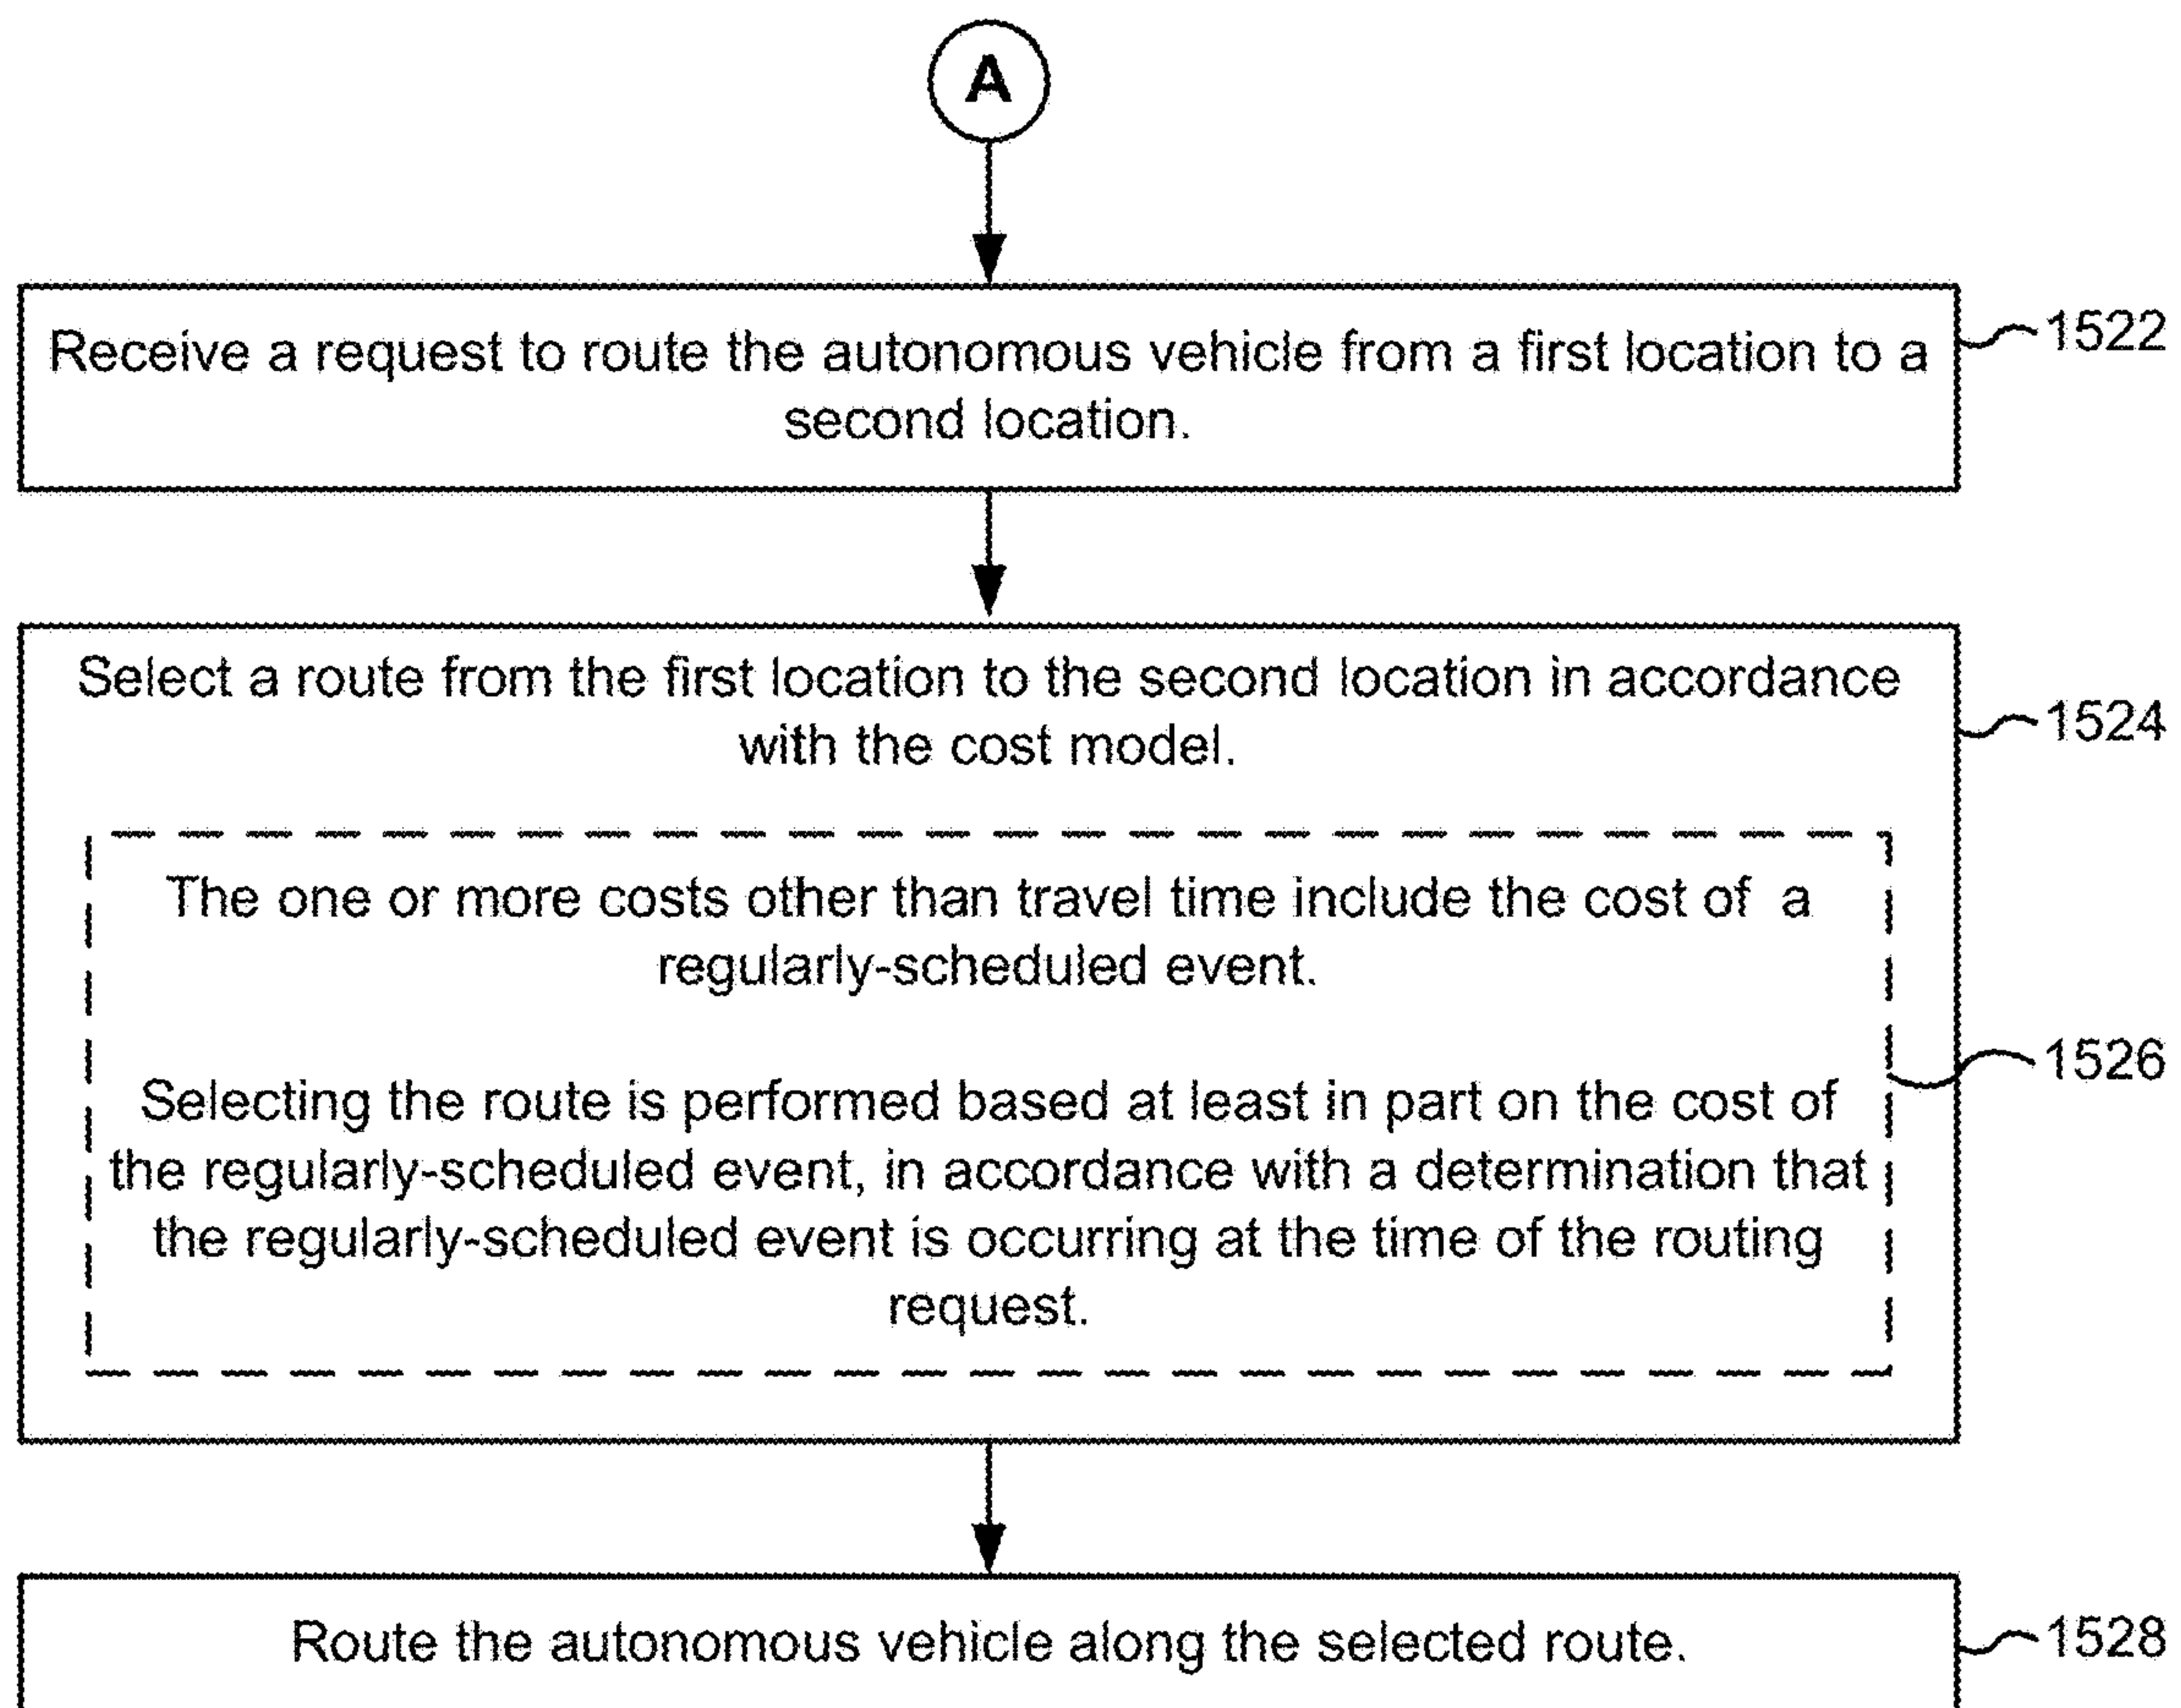 A
Receive a request to route the autonomous vehicle from a first location to a
second location.
1522
Select a route from the first location to the second location in accordance
with the cost model.
1524
The one or more costs other than travel time include the cost of a
regularly-scheduled event.
Selecting the route is performed based at least in part on the cost of
the regularly-scheduled event, in accordance with a determination that
the regularly-scheduled event is occurring at the time of the routing
request.
1526
Route the autonomous vehicle along the selected route.
1528